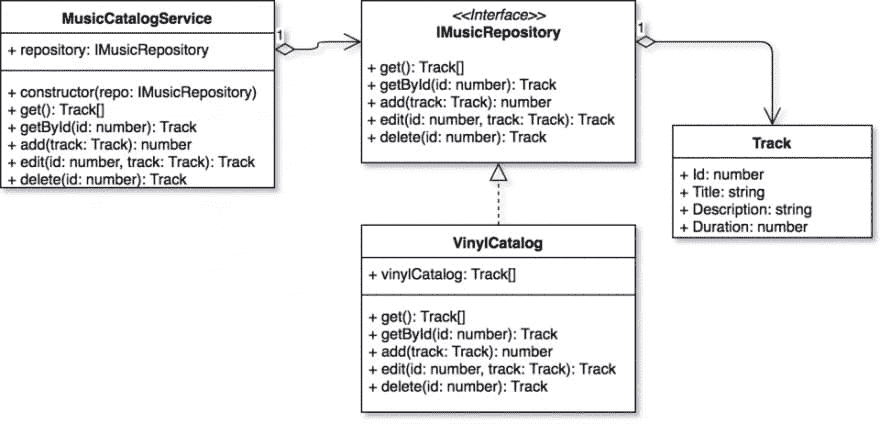 MusicCatalogService
+ repository: IMusicRepository
+ constructor(repo: IMusicRepository)
+ get(): Track[]
+ getById(id: number): Track
+ add(track: Track): number
+ edit(id: number, track: Track): Track
+ delete(id: number): Track
1
<<Interface>>
IMusicRepository
+ get(): Track[]
+ getById(id: number): Track
+ add(track: Track): number
+ edit(id: number, track: Track): Track
+ delete(id: number): Track
1
Track
+ Id: number
+ Title: string
+ Description: string
+ Duration: number
VinylCatalog
+ vinylCatalog: Track[]
+ get(): Track[]
+ getById(id: number): Track
+ add(track: Track): number
+ edit(id: number, track: Track): Track
+ delete(id: number): Track